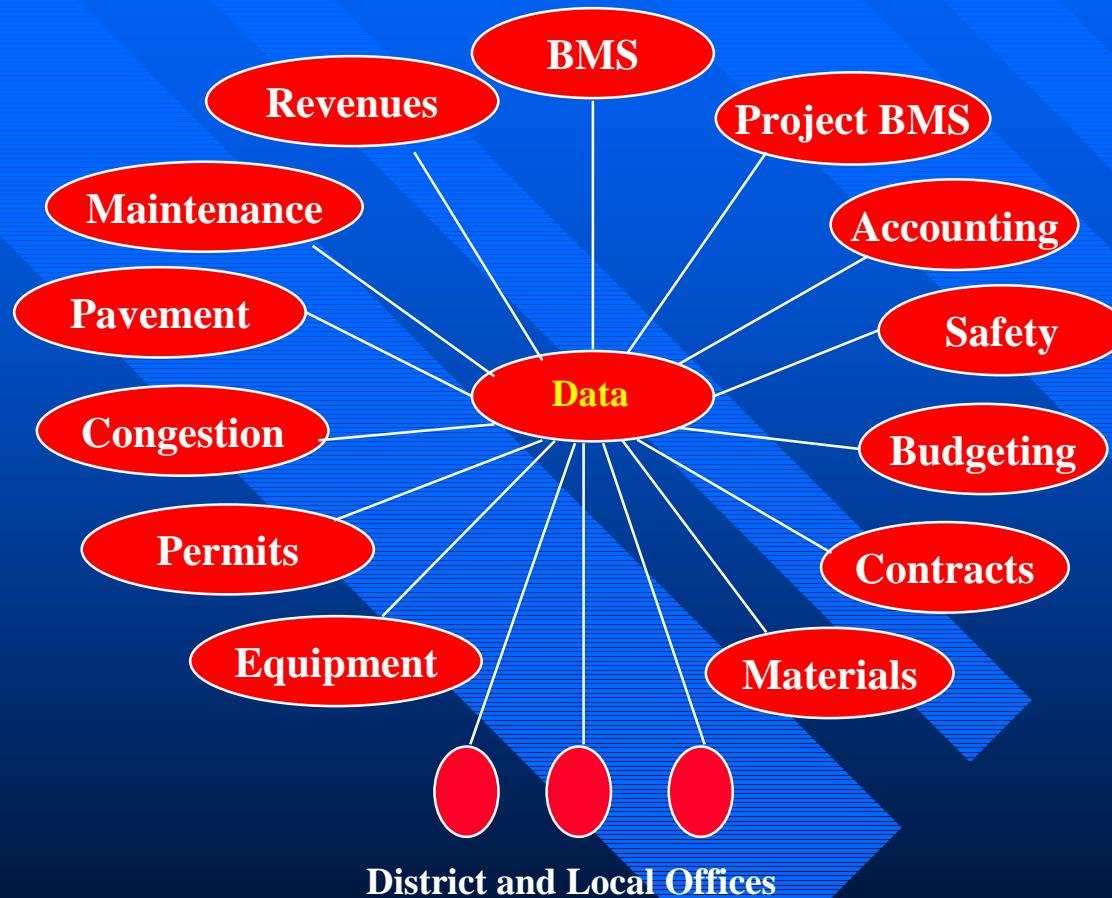 BMS
Revenues
Project BMS
Maintenance
Accounting
Pavement
Safety
Data
Congestion
Budgeting
Permits
Contracts
Equipment
Materials
District and Local Offices